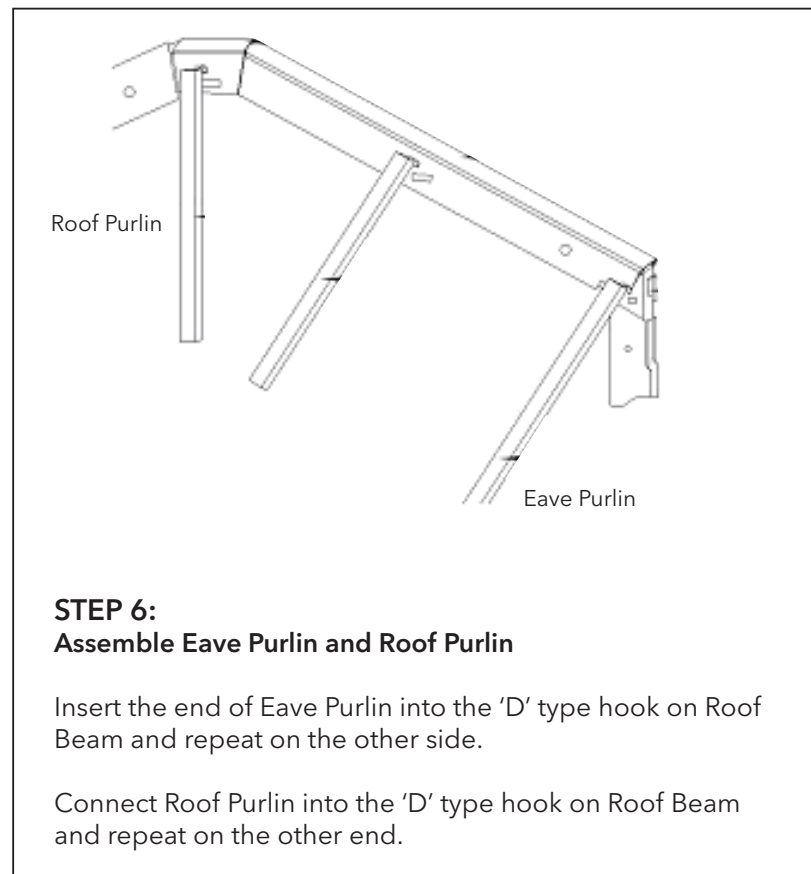 Roof Purlin
Eave Purlin
STEP 6:
Assemble Eave Purlin and Roof Purlin
Insert the end of Eave Purlin into the ‘D’ type hook on Roof
Beam and repeat on the other side.
Connect Roof Purlin into the ‘D’ type hook on Roof Beam
and repeat on the other end.